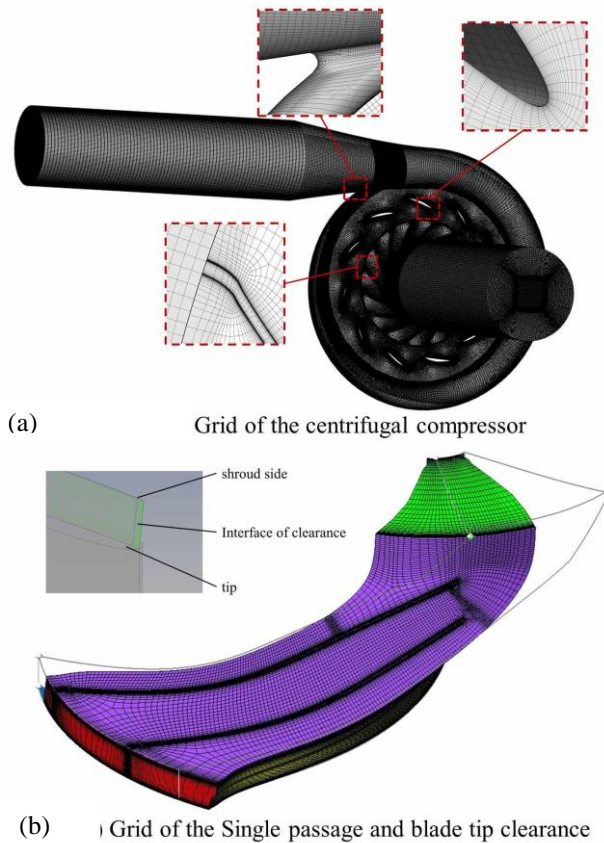 (a)
Grid of the centrifugal compressor
shroud side
Interface of clearance
tip
(b)
) Grid of the Single passage and blade tip clearance